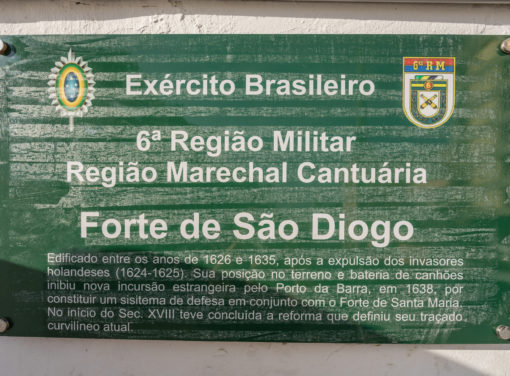 6ª RM
Exército Brasileiro
6ª Região Militar
Região Marechal Cantuária
Forte de São Diogo
Edificado entre os anos de 1626 e 1635, após a expulsão dos invasores
holandeses (1624-1625). Sua posição no terreno e bateria de canhões
inibiu nova incursão estrangeira pelo Porto da Barra, em 1638, por
constituir um sisitema de defesa em conjunto com o Forte de Santa Maria.
No início do Sec. XVIII teve concluída a reforma que definiu seu traçado
curvilíneo atual.